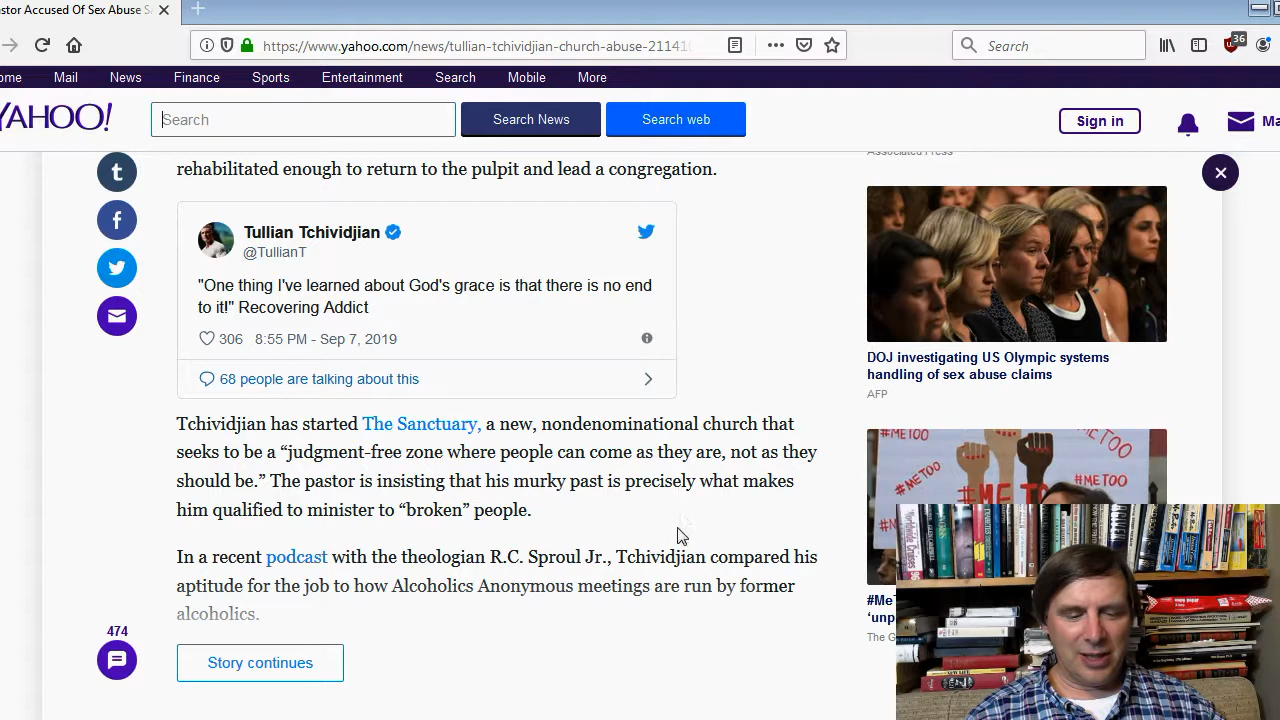 astor Accused Of Sex Abuse S
https://www.yahoo.com/news/tullian-tchividjian-church-abuse-21141
Search
36
ome Mail News Finance Sports Entertainment Search Mobile More
YAHOO!
Search
Search News
Search web
Sign in
Ma
rehabilitated enough to return to the pulpit and lead a congregation.
Associated Press
Tullian Tchividjian
@TullianT
"One thing I've learned about God's grace is that there is no end
to it!" Recovering Addict
306 8:55 PM - Sep 7, 2019
68 people are talking about this
Tchividjian has started The Sanctuary, a new, nondenominational church that
seeks to be a “judgment-free zone where people can come as they are, not as they
should be.” The pastor is insisting that his murky past is precisely what makes
him qualified to minister to “broken” people.
In a recent podcast with the theologian R.C. Sproul Jr., Tchividjian compared his
aptitude for the job to how Alcoholics Anonymous meetings are run by former
alcoholics.
474
Story continues
DOJ investigating US Olympic systems
handling of sex abuse claims
AFP
#METOO
#METOO
#METOO
#Me
‘unp
The G